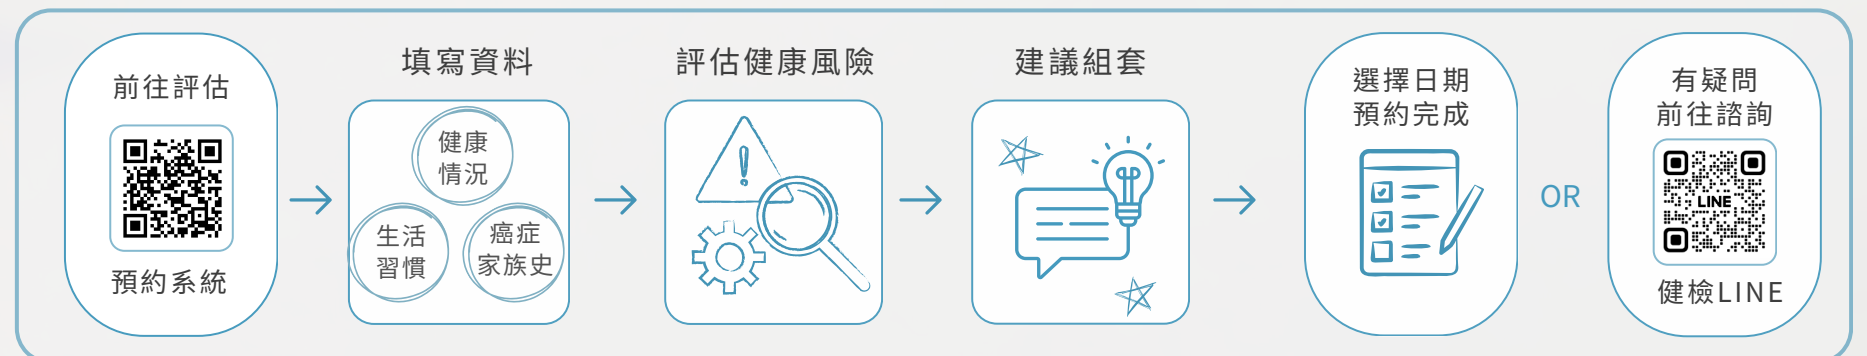 前往評估
預約系統
填寫資料
健康
情況
生活
習慣
癌症
家族史
評估健康風險
建議組套
選擇日期
預約完成
OR
有疑問
前往諮詢
LINE
健檢LINE